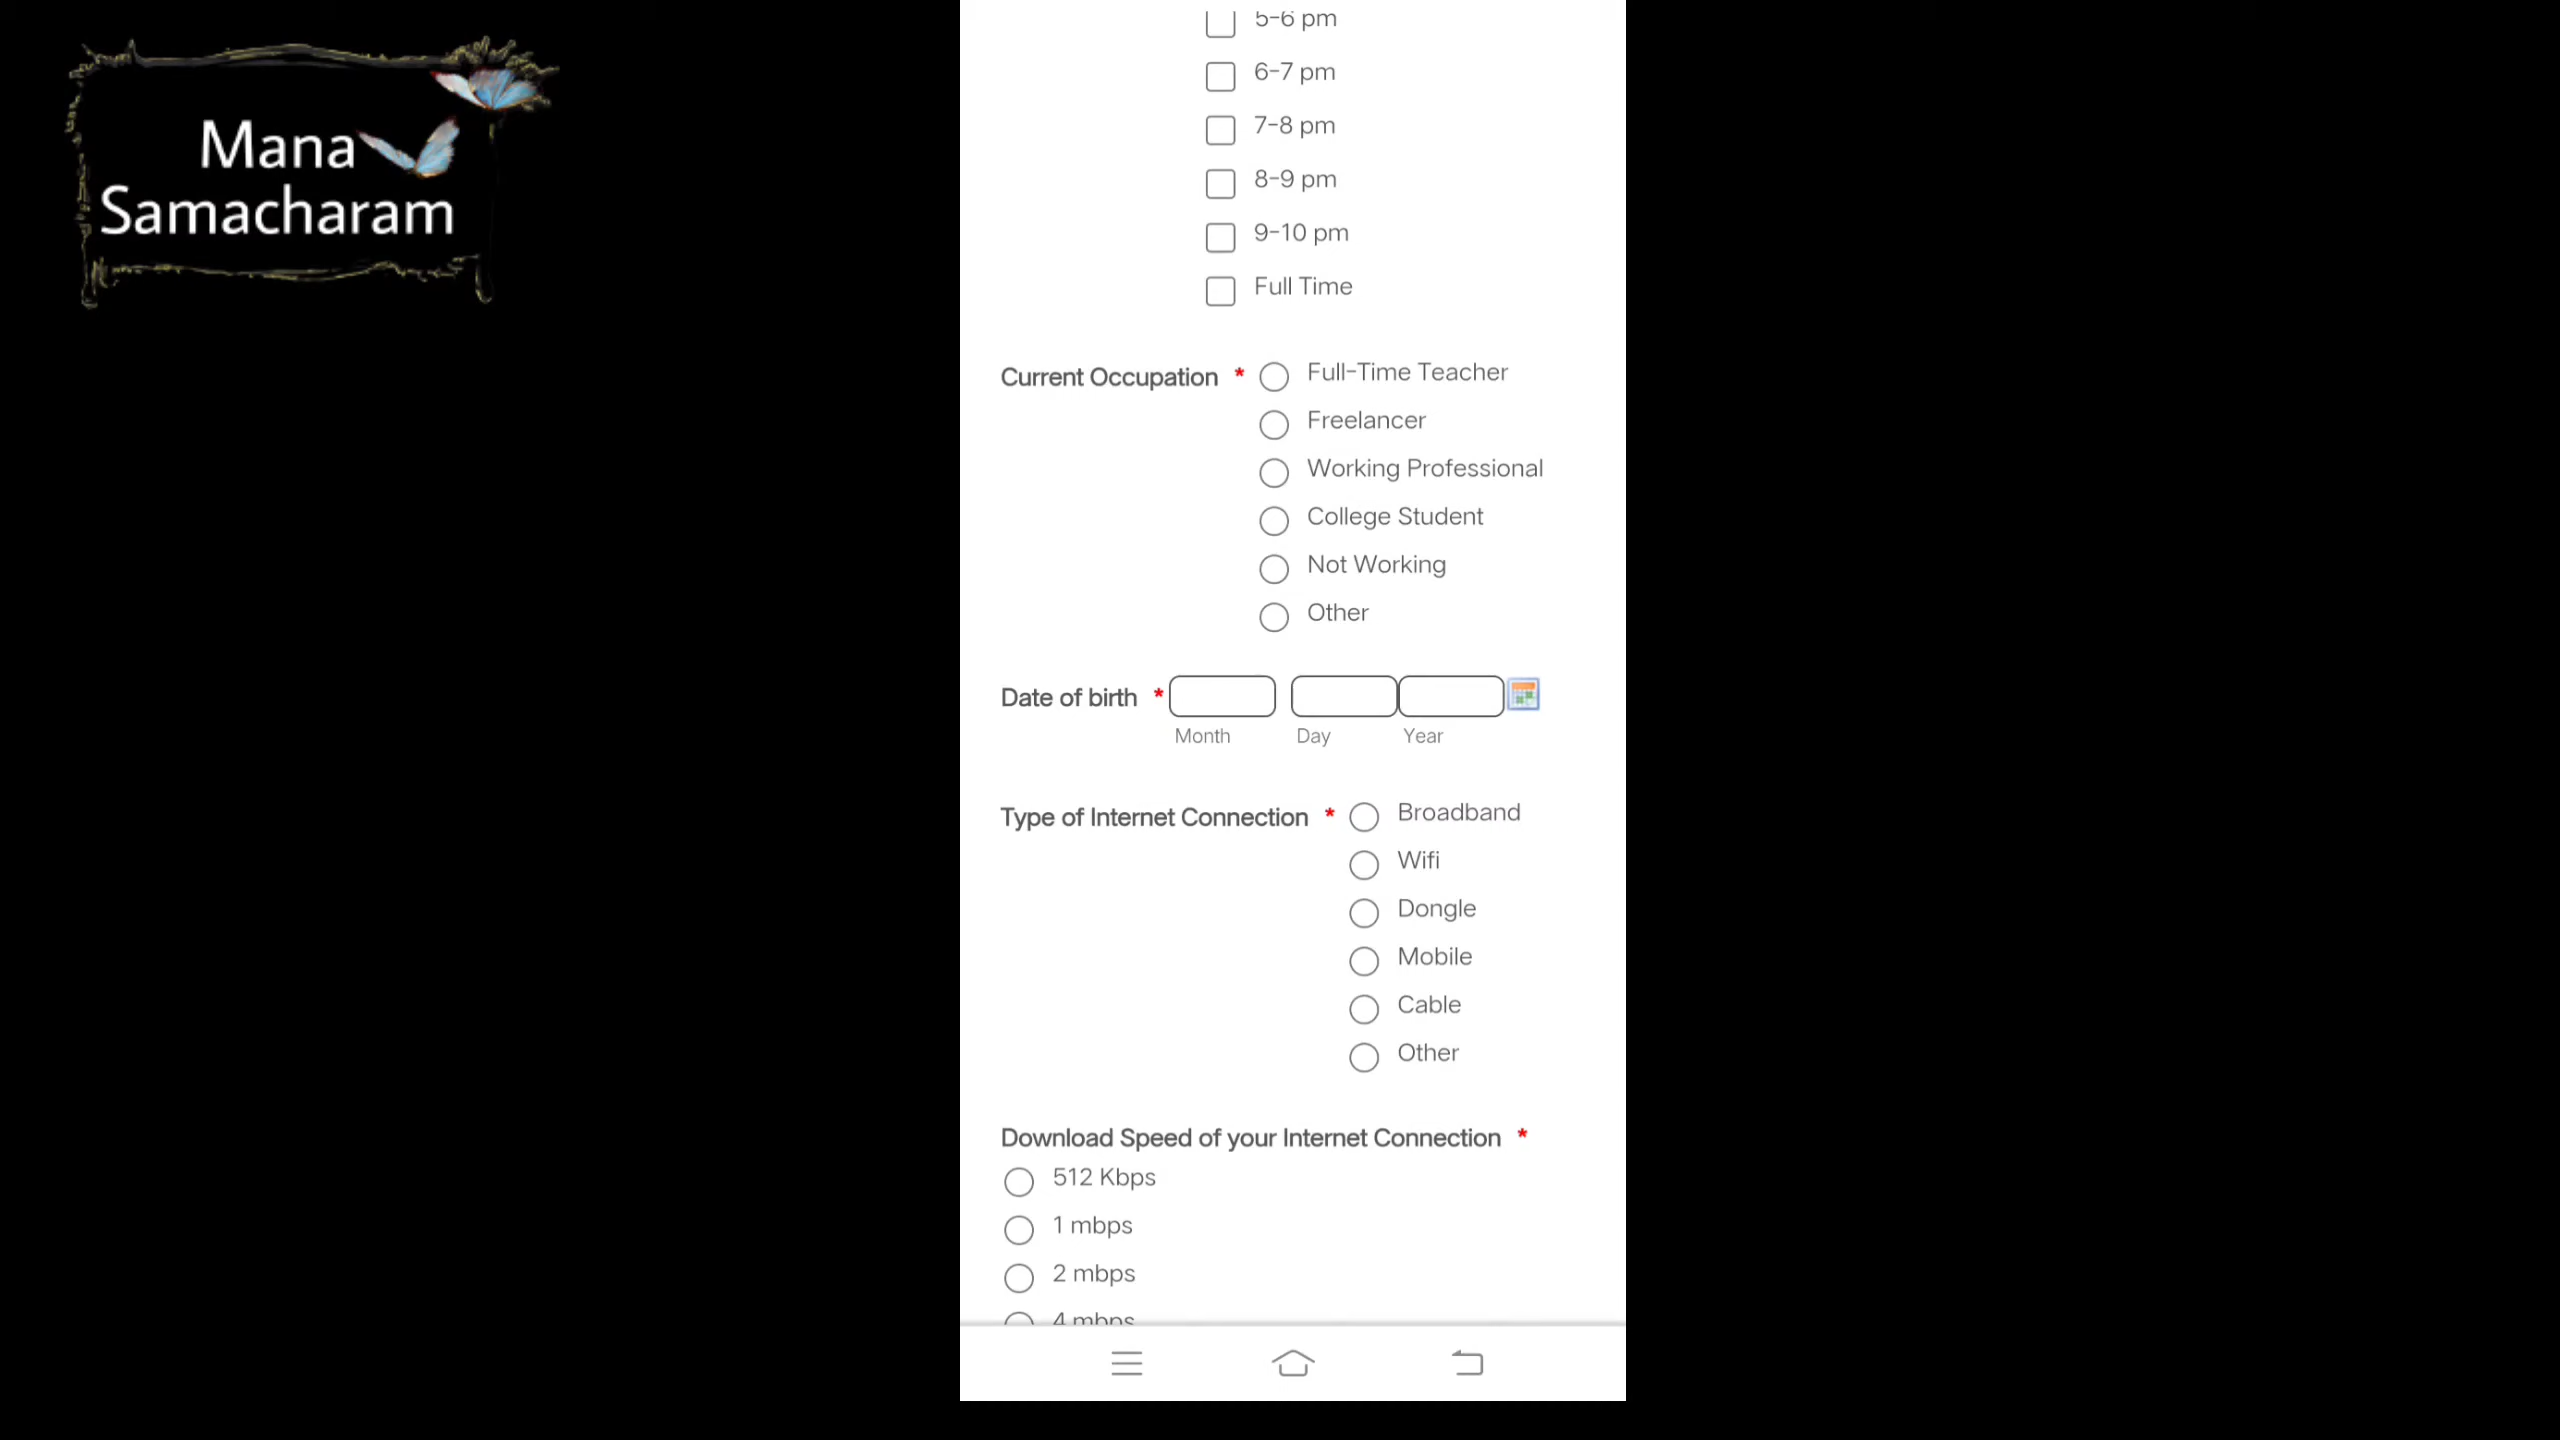 Mana
Samacharam
5-6 pm
6-7 pm
7-8 pm
8-9 pm
9-10 pm
Full Time
Current Occupation *
Full-Time Teacher
Freelancer
Working Professional
College Student
Not Working
Other
Date of birth *
Month Day Year
Type of Internet Connection *
Broadband
Wifi
Dongle
Mobile
Cable
Other
Download Speed of your Internet Connection *
512 Kbps
1 mbps
2 mbps
4 mbps